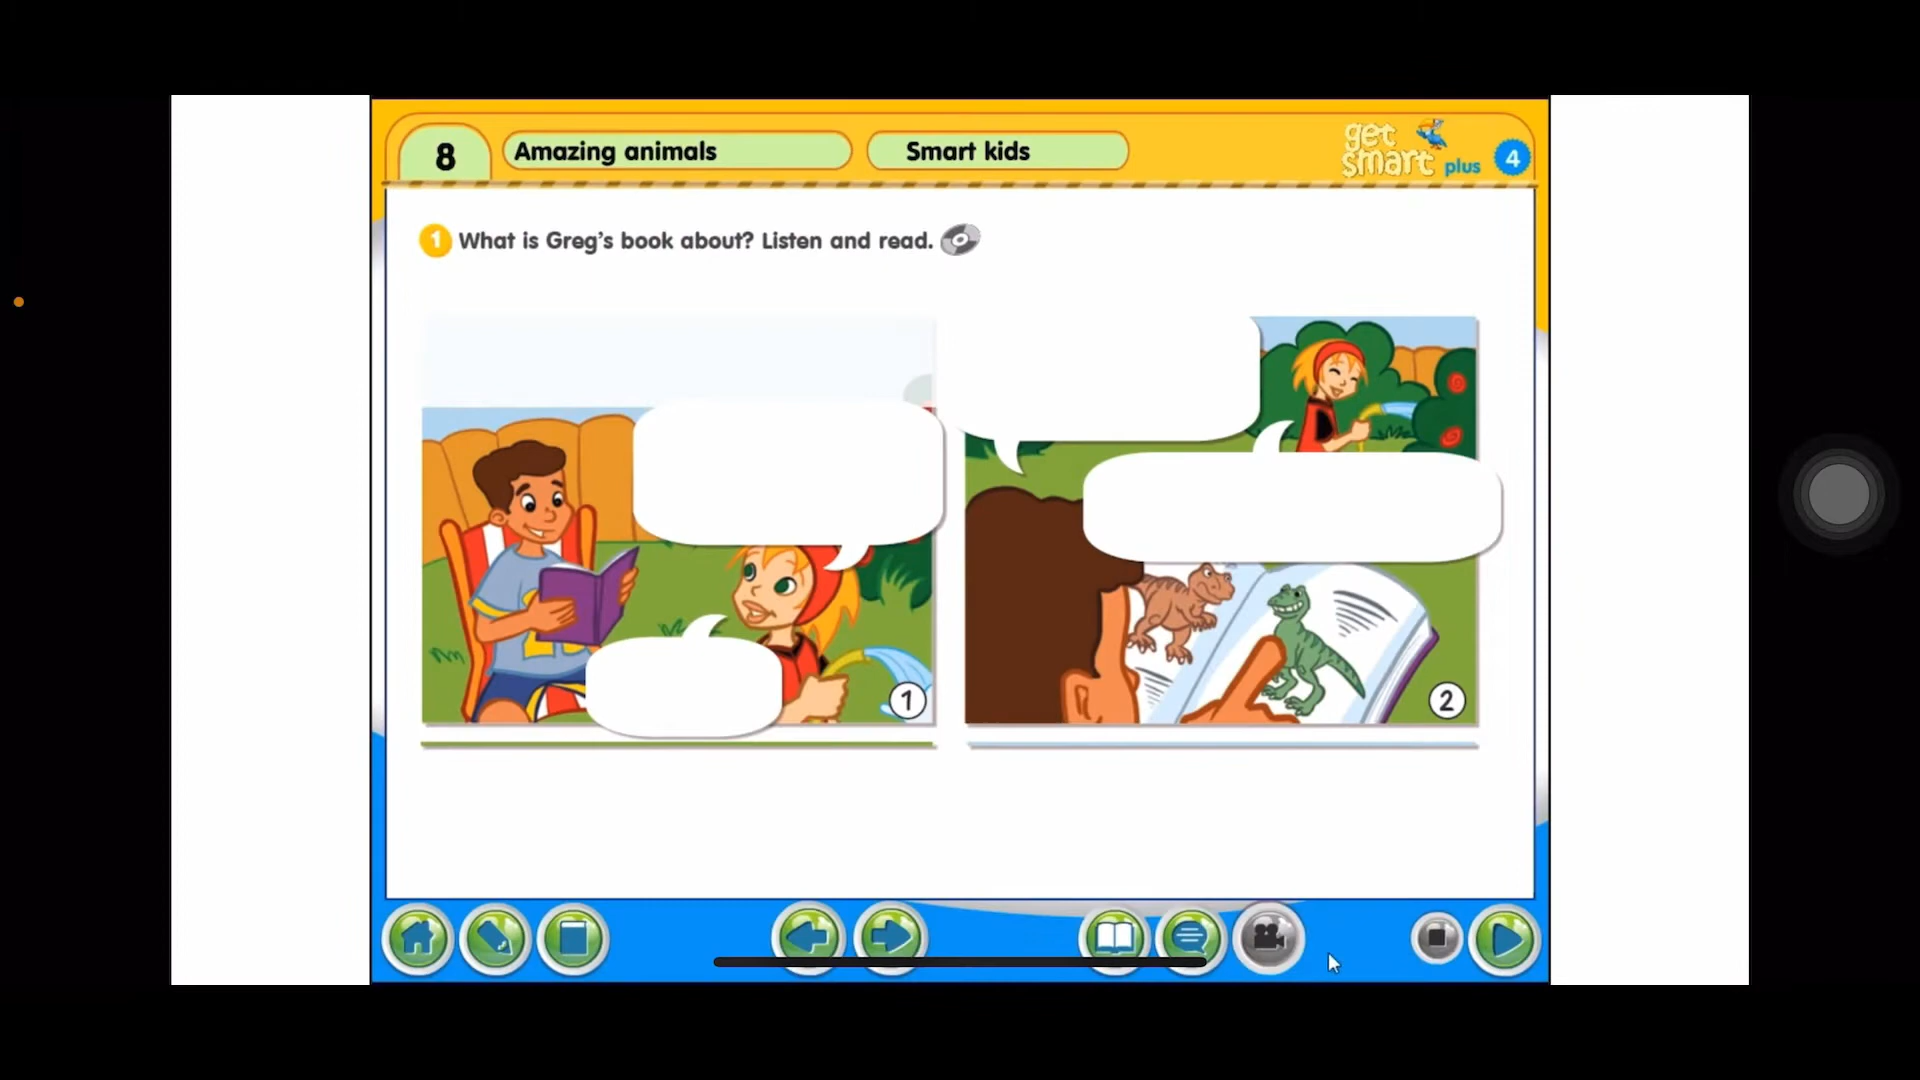 8
Amazing animals
Smart kids
get smart plus 4
1 What is Greg's book about? Listen and read.
1
2